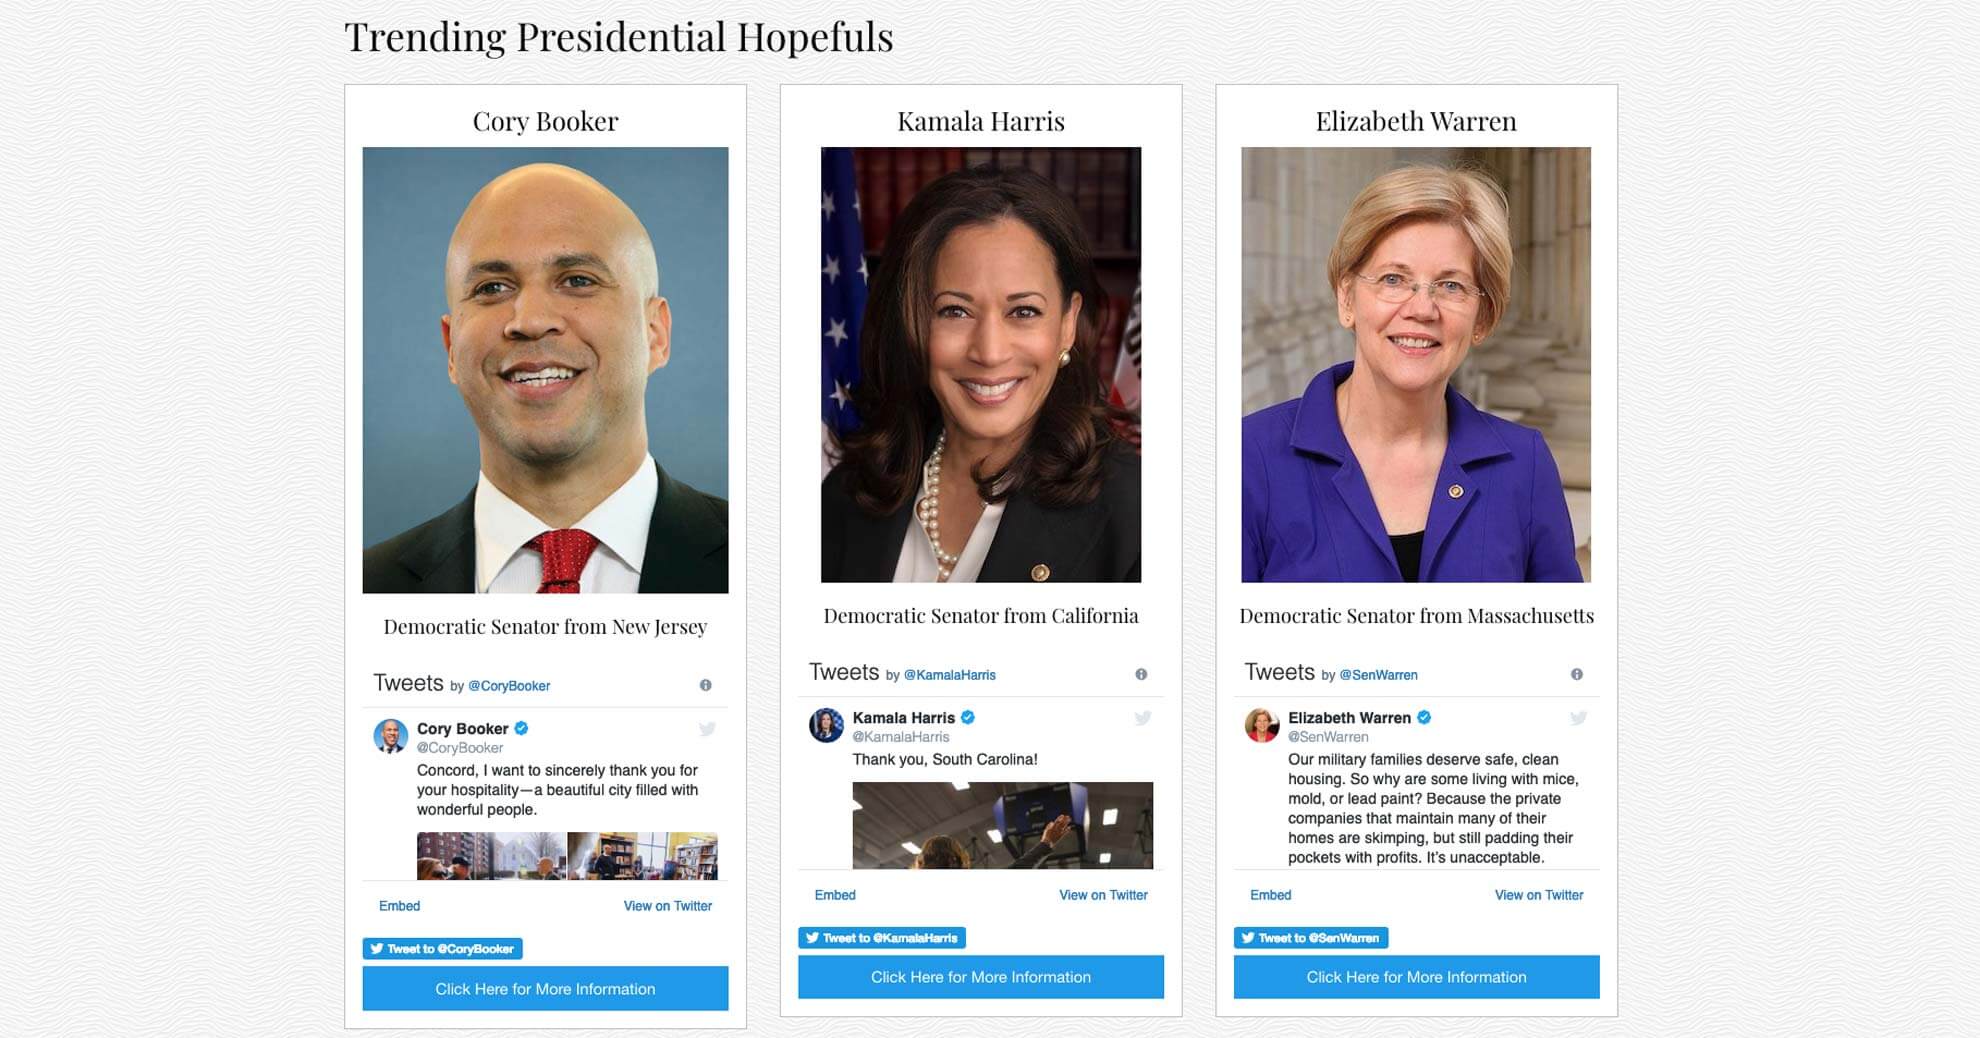 Trending Presidential Hopefuls
Cory Booker
Democratic Senator from New Jersey
Tweets by @CoryBooker
Cory Booker
@CoryBooker
Concord, I want to sincerely thank you for
your hospitality—a beautiful city filled with
wonderful people.
Embed
View on Twitter
Tweet to @CoryBooker
Click Here for More Information
Kamala Harris
Democratic Senator from California
Tweets by @KamalaHarris
Kamala Harris
@KamalaHarris
Thank you, South Carolina!
Embed
View on Twitter
Tweet to @KamalaHarris
Click Here for More Information
Elizabeth Warren
Democratic Senator from Massachusetts
Tweets by @SenWarren
Elizabeth Warren
@SenWarren
Our military families deserve safe, clean
housing. So why are some living with mice,
mold, or lead paint? Because the private
companies that maintain many of their
homes are skimping, but still padding their
pockets with profits. It's unacceptable.
Embed
View on Twitter
Tweet to @SenWarren
Click Here for More Information